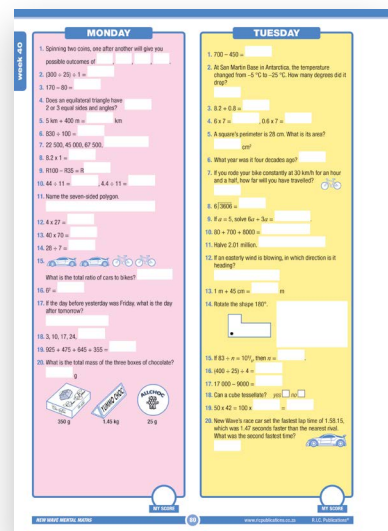 week 40
MONDAY
1. Spinning two coins, one after another will give you
possible outcomes of , , , .
2. (300 ÷ 25) ÷ 1 =
3. 170 – 80 =
4. Does an equilateral triangle have
2 or 3 equal sides and angles?
5. 5 km + 400 m = km
6. 830 + 100 =
7. 22 500, 45 000, 67 500.
8. 8.2 x 1 =
9. R100 – R35 = R
10. 44 ÷ 11 = , 4.4 ÷ 11 =
11. Name the seven-sided polygon.
12. 4 x 27 =
13. 40 x 70 =
14. 28 ÷ 7 =
15.
What is the total ratio of cars to bikes?
16. 6² =
17. If the day before yesterday was Friday, what is the day
after tomorrow?
18. 3, 10, 17, 24,
19. 925 + 475 + 645 + 355 =
20. What is the total mass of the three boxes of chocolate?
g
TUMMO CHOC
ALLCHOC
350 g
1.45 kg
25 g
MY SCORE
TUESDAY
1. 700 – 450 =
2. At San Martin Base in Antarctica, the temperature
changed from –5 °C to –25 °C. How many degrees did it
drop?
3. 8.2 + 0.8 =
4. 6 x 7 = , 0.6 x 7 =
5. A square's perimeter is 28 cm. What is its area?
cm²
6. What year was it four decades ago?
7. If you rode your bike constantly at 30 km/h for an hour
and a half, how far will you have travelled?
8. 6)3606 =
9. If a = 5, solve 6a + 3a =
10. 80 + 700 + 8000 =
11. Halve 2.01 million.
12. If an easterly wind is blowing, in which direction is it
heading?
13. 1 m + 45 cm = m
14. Rotate the shape 180°.
15. If 83 ÷ n = , then n = .
16. (400 ÷ 25) ÷ 4 =
17. 17 000 – 9000 =
18. Can a cube tessellate? yes no
19. 50 x 42 = 100 x =
20. New Wave's race car set the fastest lap time of 1.58.15,
which was 1.47 seconds faster than the nearest rival.
What was the second fastest time?
MY SCORE
NEW WAVE MENTAL MATHS
80
www.ricpublications.co.za
R.I.C. Publications®